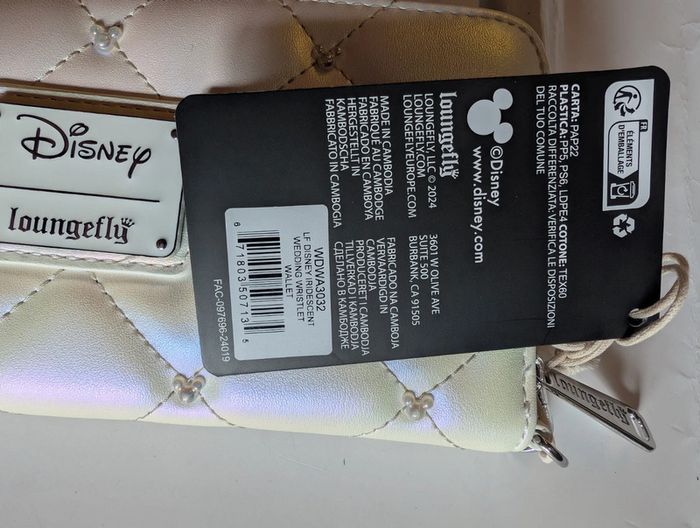 DISNEY
loungefly
CARTA: PAP22
PLASTICA: PP5, PS6, LDPE4 COTONE: TEX60
RACCOLTA DIFFERENZIATA: VERIFICA LE DISPOSIZIONI
DEL TUO COMUNE
FR
ÉLÉMENTS
D'EMBALLAGE
©Disney
www.disney.com
loungefly
LOUNGEFLY, LLC © 2024
LOUNGEFLY.COM
LOUNGEFLYEUROPE.COM
3601 W OLIVE AVE
SUITE 500
BURBANK, CA 91505
MADE IN CAMBODIA
FABRIQUÉ AU CAMBODGE
FABRICADO EN CAMBOYA
HERGESTELLT IN
KAMBODSCHA
FABBRICATO IN CAMBOGIA
FABRICADO NA CAMBOJA
VERVAARDIGD IN
CAMBODJA
PRODUCERET I CAMBODJA
TILLVERKAD I KAMBODJA
СДЕЛАНО В КАМБОДЖЕ
WDWA3032
LF DISNEY IRIDESCENT
WEDDING WRISTLET
WALLET
6 71803 50713 5
FAC-097696-24019
loungefly